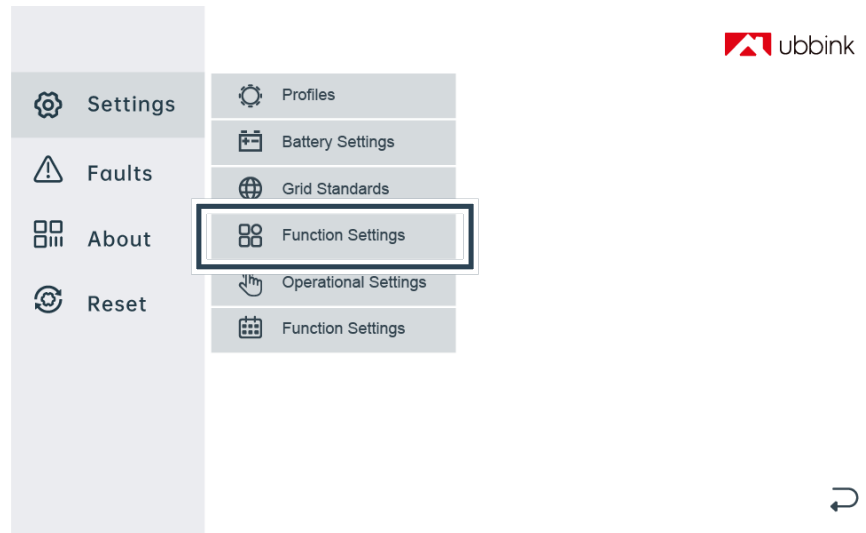 ubbink
Settings
Faults
About
Reset
Profiles
Battery Settings
Grid Standards
Function Settings
Operational Settings
Function Settings